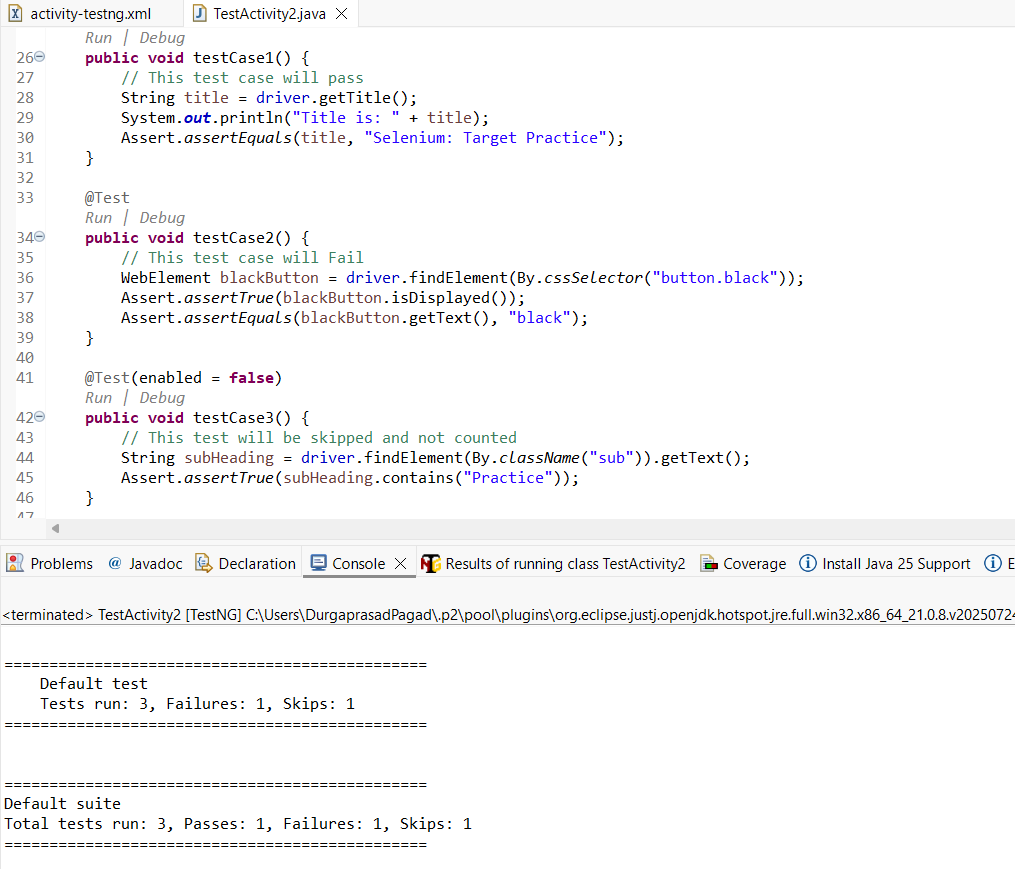 activity-testng.xml TestActivity2.java
Run | Debug
26 public void testCase1() {
27 // This test case will pass
28 String title = driver.getTitle();
29 System.out.println("Title is: " + title);
30 Assert.assertEquals(title, "Selenium: Target Practice");
31 }
32
33 @Test
Run | Debug
34 public void testCase2() {
35 // This test case will Fail
36 WebElement blackButton = driver.findElement(By.cssSelector("button.black"));
37 Assert.assertTrue(blackButton.isDisplayed());
38 Assert.assertEquals(blackButton.getText(), "black");
39 }
40
41 @Test(enabled = false)
Run | Debug
42 public void testCase3() {
43 // This test will be skipped and not counted
44 String subHeading = driver.findElement(By.className("sub")).getText();
45 Assert.assertTrue(subHeading.contains("Practice"));
46 }
47
Problems @ Javadoc Declaration Console Results of running class TestActivity2 Coverage Install Java 25 Support E
<terminated> TestActivity2 [TestNG] C:\Users\DurgaprasadPagad\.p2\pool\plugins\org.eclipse.justj.openjdk.hotspot.jre.full.win32.x86_64_21.0.8.v20250724
===============================================
Default test
Tests run: 3, Failures: 1, Skips: 1
===============================================
===============================================
Default suite
Total tests run: 3, Passes: 1, Failures: 1, Skips: 1
===============================================